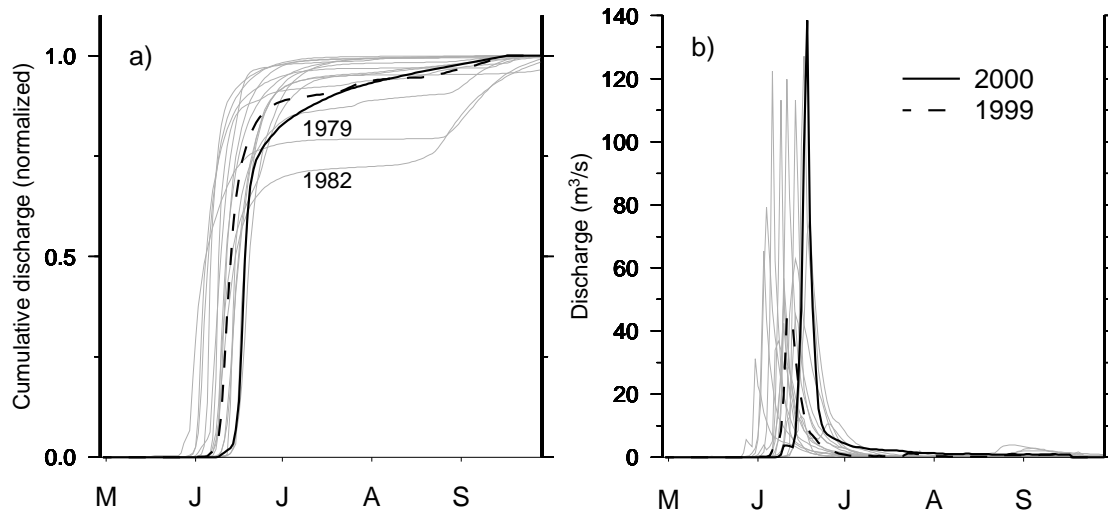 a)
Cumulative discharge (normalized)
1.0
0.5
0.0
1979
1982
M J J A S
b)
Discharge (m³/s)
140
120
100
80
60
40
20
0
2000
1999
M J J A S